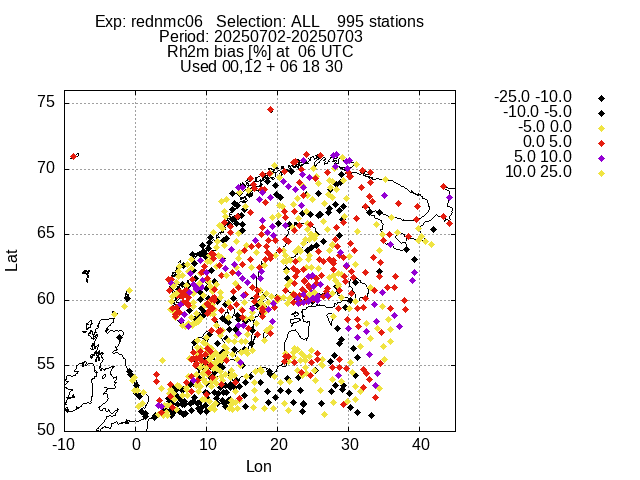 Exp: rednmc06   Selection: ALL    995 stations
Period: 20250702-20250703
Rh2m bias [%] at  06 UTC
Used 00,12 + 06 18 30
-25.0 -10.0
-10.0 -5.0
-5.0 0.0
0.0 5.0
5.0 10.0
10.0 25.0
75
70
65
60
55
50
Lat
-10 0 10 20 30 40
Lon